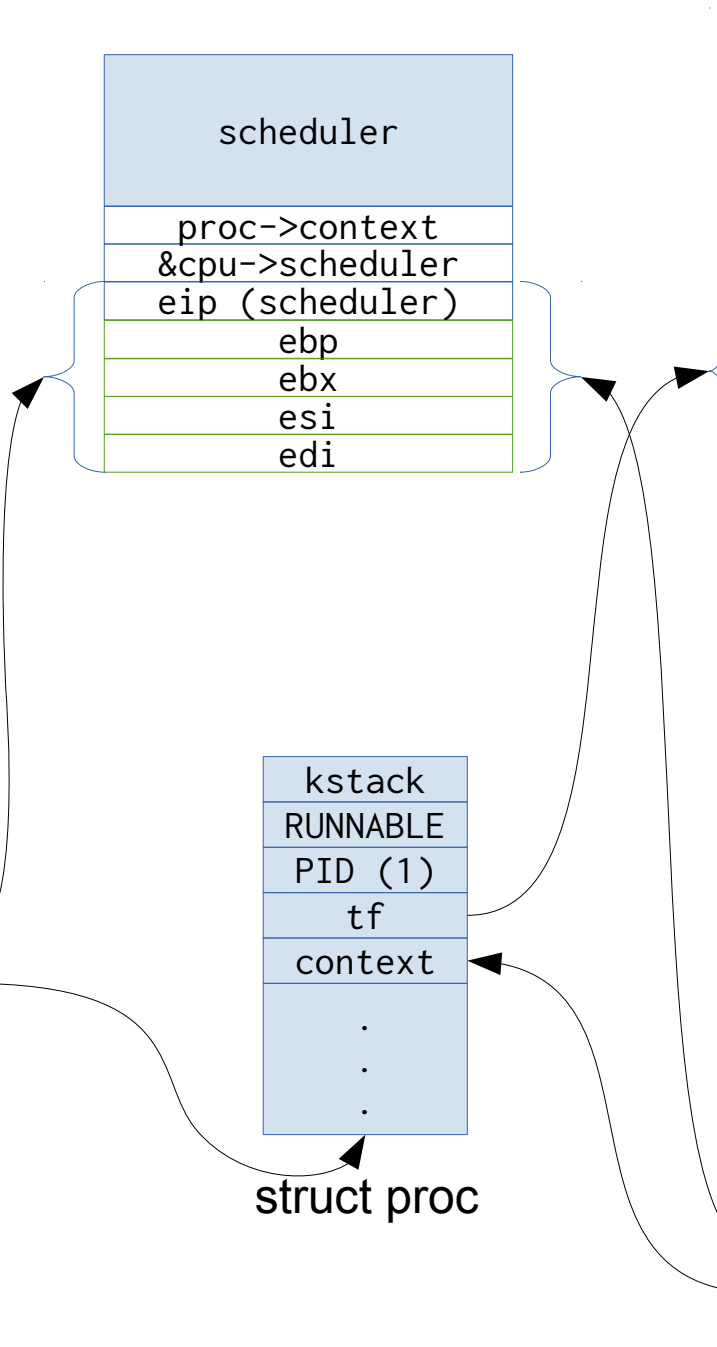 scheduler
proc->context
&cpu->scheduler
eip (scheduler)
ebp
ebx
esi
edi
kstack
RUNNABLE
PID (1)
tf
context
.
.
.
struct proc